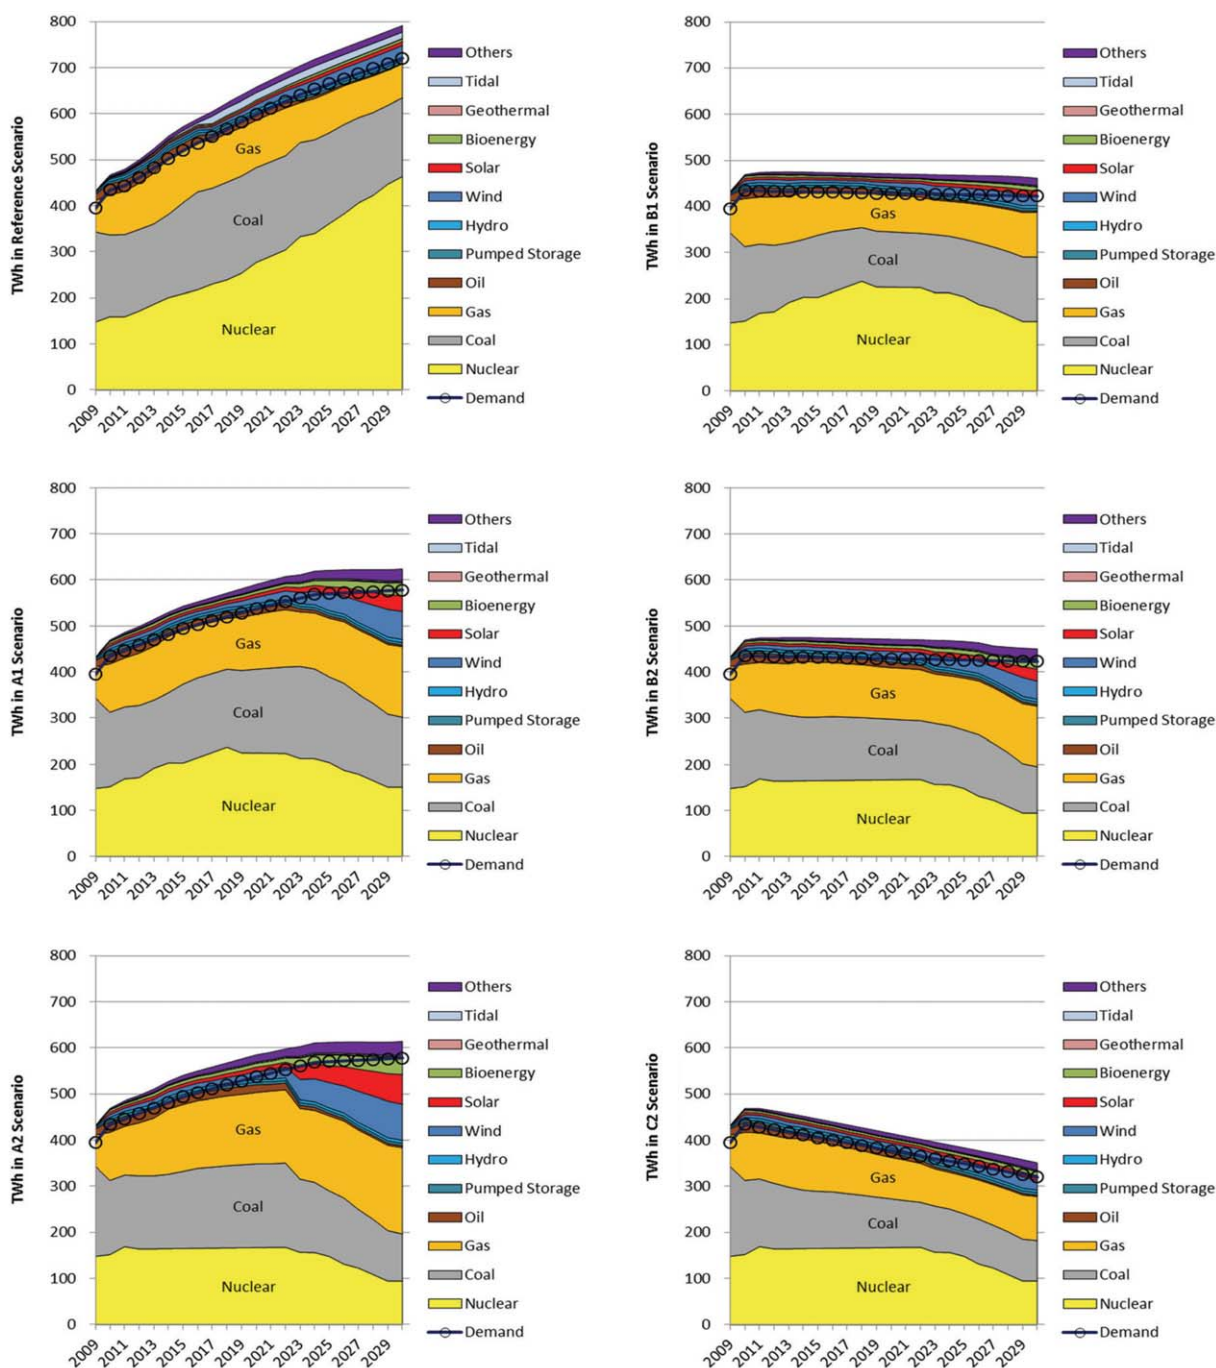 TWh in Reference Scenario
800
700
600
500
400
300
200
100
0
Gas
Coal
Nuclear
2009
2011
2013
2015
2017
2019
2021
2023
2025
2027
2029
Others
Tidal
Geothermal
Bioenergy
Solar
Wind
Hydro
Pumped Storage
Oil
Gas
Coal
Nuclear
Demand
TWh in B1 Scenario
800
700
600
500
400
300
200
100
0
Gas
Coal
Nuclear
2009
2011
2013
2015
2017
2019
2021
2023
2025
2027
2029
Others
Tidal
Geothermal
Bioenergy
Solar
Wind
Hydro
Pumped Storage
Oil
Gas
Coal
Nuclear
Demand
TWh in A1 Scenario
800
700
600
500
400
300
200
100
0
Gas
Coal
Nuclear
2009
2011
2013
2015
2017
2019
2021
2023
2025
2027
2029
Others
Tidal
Geothermal
Bioenergy
Solar
Wind
Hydro
Pumped Storage
Oil
Gas
Coal
Nuclear
Demand
TWh in B2 Scenario
800
700
600
500
400
300
200
100
0
Gas
Coal
Nuclear
2009
2011
2013
2015
2017
2019
2021
2023
2025
2027
2029
Others
Tidal
Geothermal
Bioenergy
Solar
Wind
Hydro
Pumped Storage
Oil
Gas
Coal
Nuclear
Demand
TWh in A2 Scenario
800
700
600
500
400
300
200
100
0
Gas
Coal
Nuclear
2009
2011
2013
2015
2017
2019
2021
2023
2025
2027
2029
Others
Tidal
Geothermal
Bioenergy
Solar
Wind
Hydro
Pumped Storage
Oil
Gas
Coal
Nuclear
Demand
TWh in C2 Scenario
800
700
600
500
400
300
200
100
0
Gas
Coal
Nuclear
2009
2011
2013
2015
2017
2019
2021
2023
2025
2027
2029
Others
Tidal
Geothermal
Bioenergy
Solar
Wind
Hydro
Pumped Storage
Oil
Gas
Coal
Nuclear
Demand